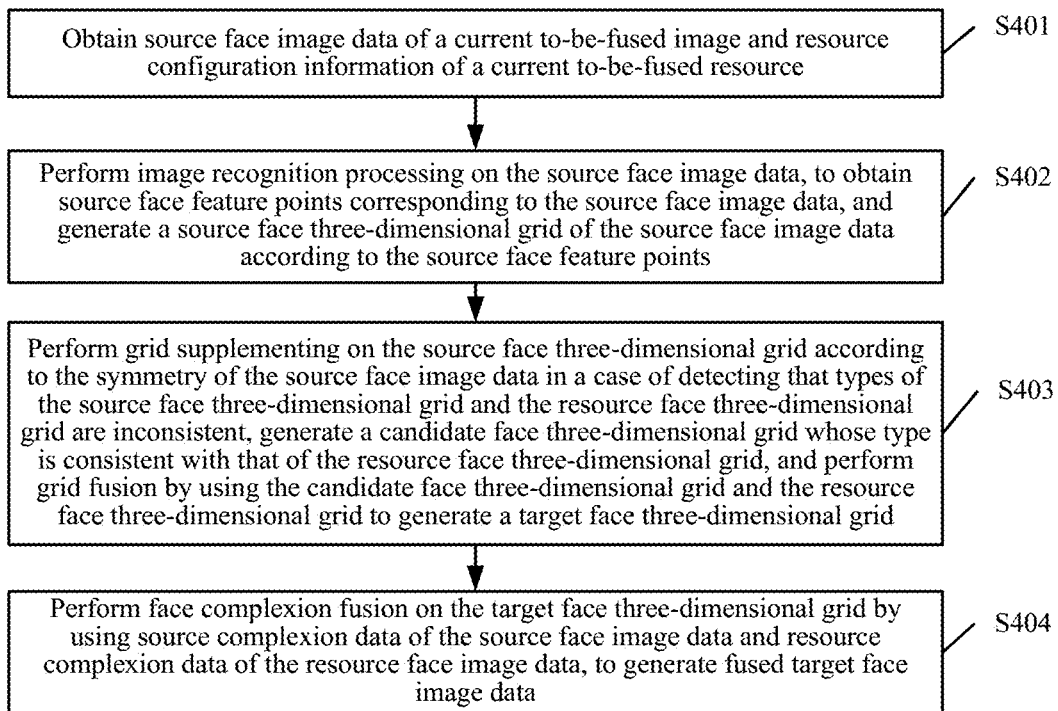 Obtain source face image data of a current to-be-fused image and resource
configuration information of a current to-be-fused resource
S401
Perform image recognition processing on the source face image data, to obtain
source face feature points corresponding to the source face image data, and
generate a source face three-dimensional grid of the source face image data
according to the source face feature points
S402
Perform grid supplementing on the source face three-dimensional grid according
to the symmetry of the source face image data in a case of detecting that types of
the source face three-dimensional grid and the resource face three-dimensional
grid are inconsistent, generate a candidate face three-dimensional grid whose type
is consistent with that of the resource face three-dimensional grid, and perform
grid fusion by using the candidate face three-dimensional grid and the resource
face three-dimensional grid to generate a target face three-dimensional grid
S403
Perform face complexion fusion on the target face three-dimensional grid by
using source complexion data of the source face image data and resource
complexion data of the resource face image data, to generate fused target face
image data
S404